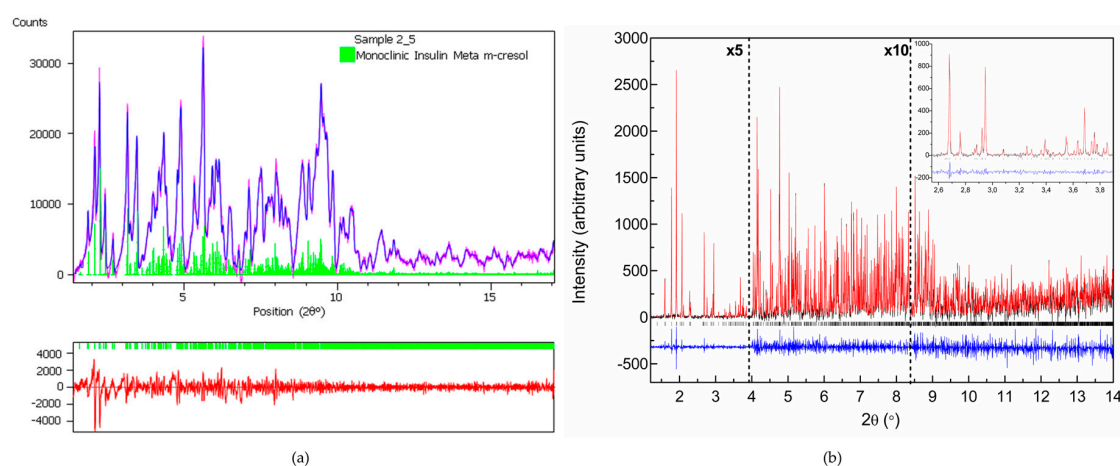 Counts
Sample 2_5
Monoclinic Insulin Meta m-cresol
30000
20000
10000
0
5 10 15
Position (2θº)
4000
2000
0
-2000
-4000
(a)
x5 x10
3000
2500
2000
1500
1000
500
0
-500
Intensity (arbitrary units)
1000
800
600
400
200
0
-200
2,6 2,8 3,0 3,2 3,4 3,6 3,8
2 3 4 5 6 7 8 9 10 11 12 13 14
2θ (°)
(b)